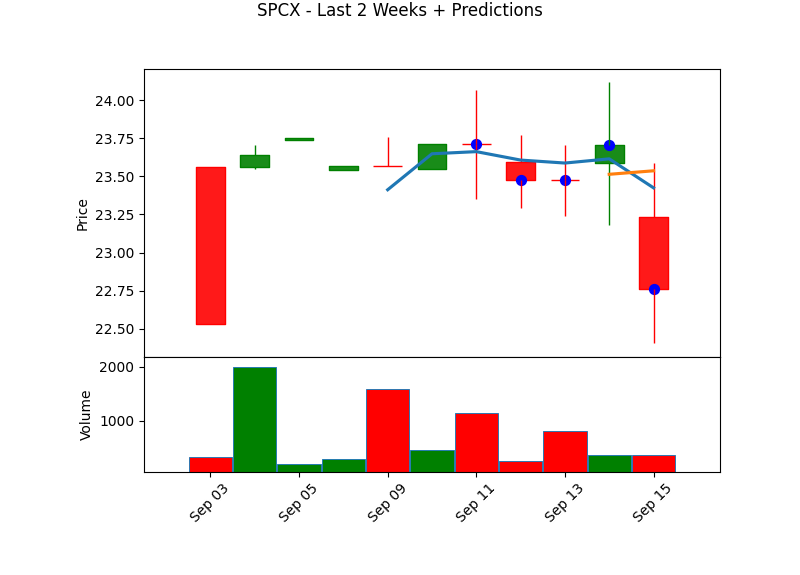 SPCX - Last 2 Weeks + Predictions
24.00
23.75
23.50
23.25
23.00
22.75
22.50
Price
2000
1000
Volume
Sep 03
Sep 05
Sep 09
Sep 11
Sep 13
Sep 15